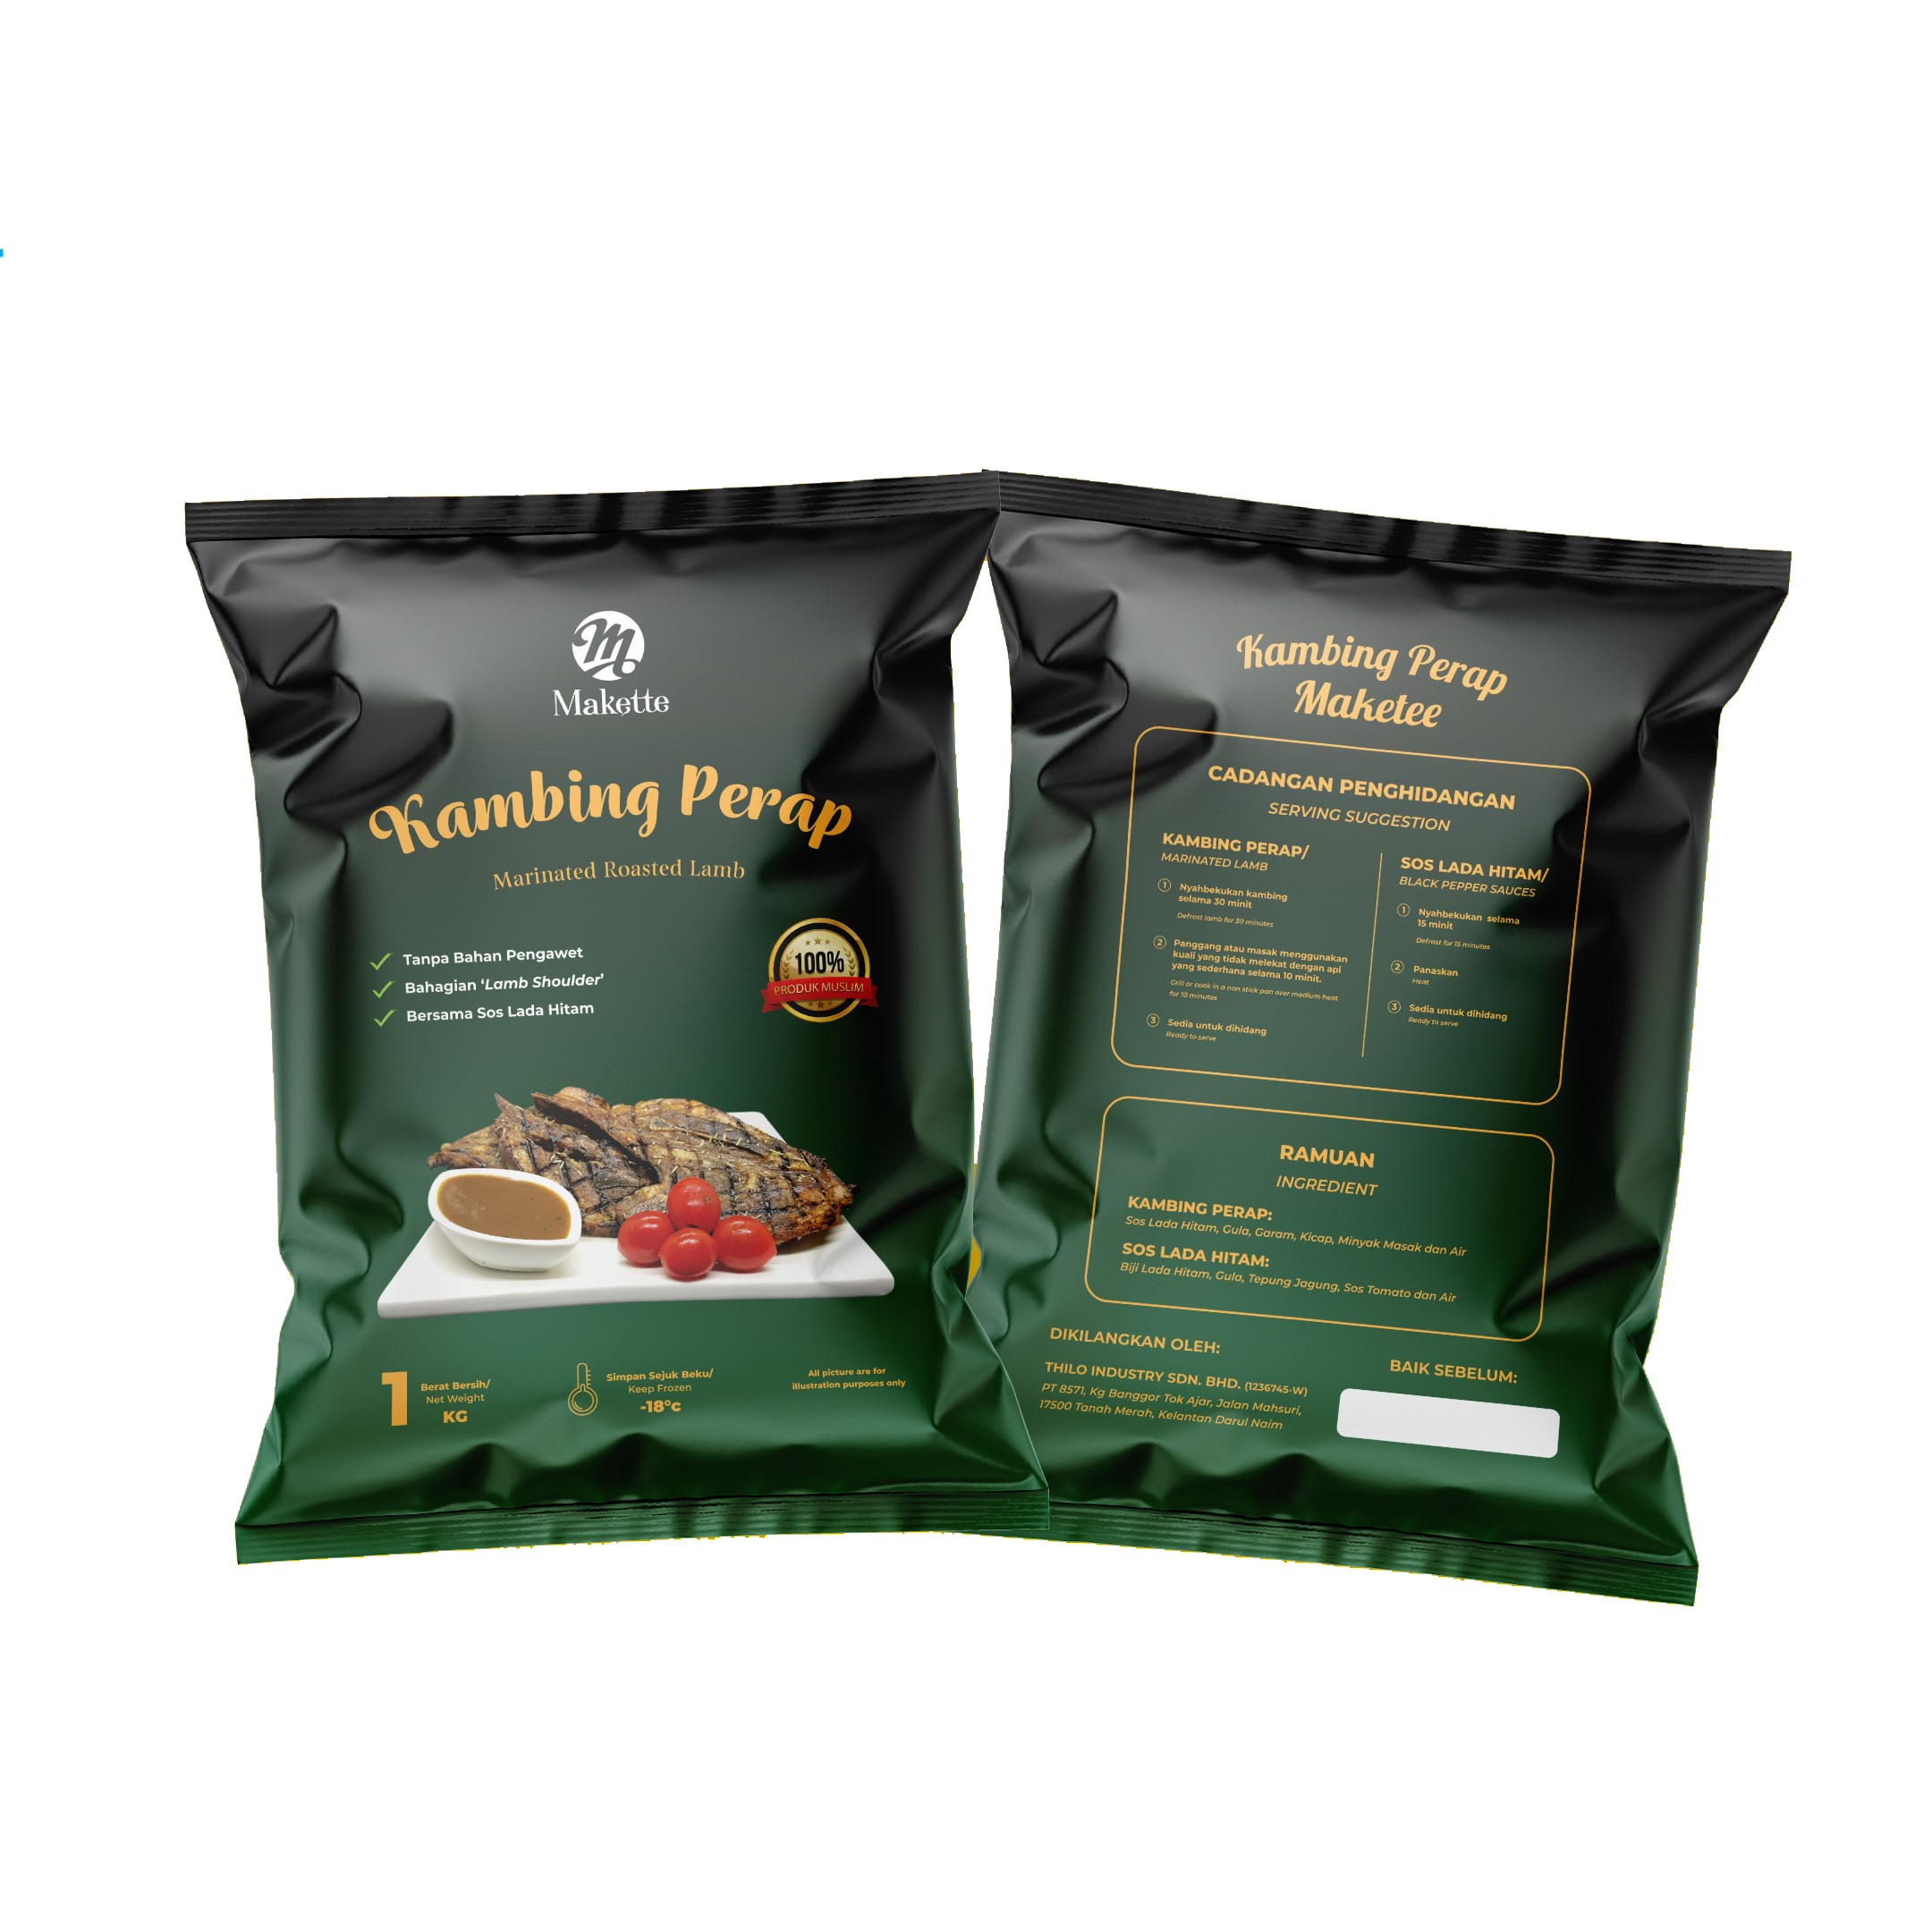 m
Makette
Kambing Perap
Marinated Roasted Lamb
Tanpa Bahan Pengawet
Bahagian ‘Lamb Shoulder’
Bersama Sos Lada Hitam
100%
PRODUK MUSLIM
1
Berat Bersih/
Net Weight
KG
Simpan Sejuk Beku/
Keep Frozen
-18°c
All picture are for
illustration purposes only
Kambing Perap
Maketee
CADANGAN PENGHIDANGAN
SERVING SUGGESTION
KAMBING PERAP/
MARINATED LAMB
1 Nyahbekukan kambing
selama 30 minit
Defrost lamb for 30 minutes
2 Panggang atau masak menggunakan
kuali yang tidak melekat dengan api
yang sederhana selama 10 minit.
Grill or cook in a non stick pan over medium heat
for 10 minutes
3 Sedia untuk dihidang
Ready to serve
SOS LADA HITAM/
BLACK PEPPER SAUCES
1 Nyahbekukan selama
15 minit
Defrost for 15 minutes
2 Panaskan
Heat
3 Sedia untuk dihidang
Ready to serve
RAMUAN
INGREDIENT
KAMBING PERAP:
Sos Lada Hitam, Gula, Garam, Kicap, Minyak Masak dan Air
SOS LADA HITAM:
Biji Lada Hitam, Gula, Tepung Jagung, Sos Tomato dan Air
DIKILANGKAN OLEH:
THILO INDUSTRY SDN. BHD. (1236745-W)
PT 8571, Kg Banggor Tok Ajar, Jalan Mahsuri,
17500 Tanah Merah, Kelantan Darul Naim
BAIK SEBELUM: